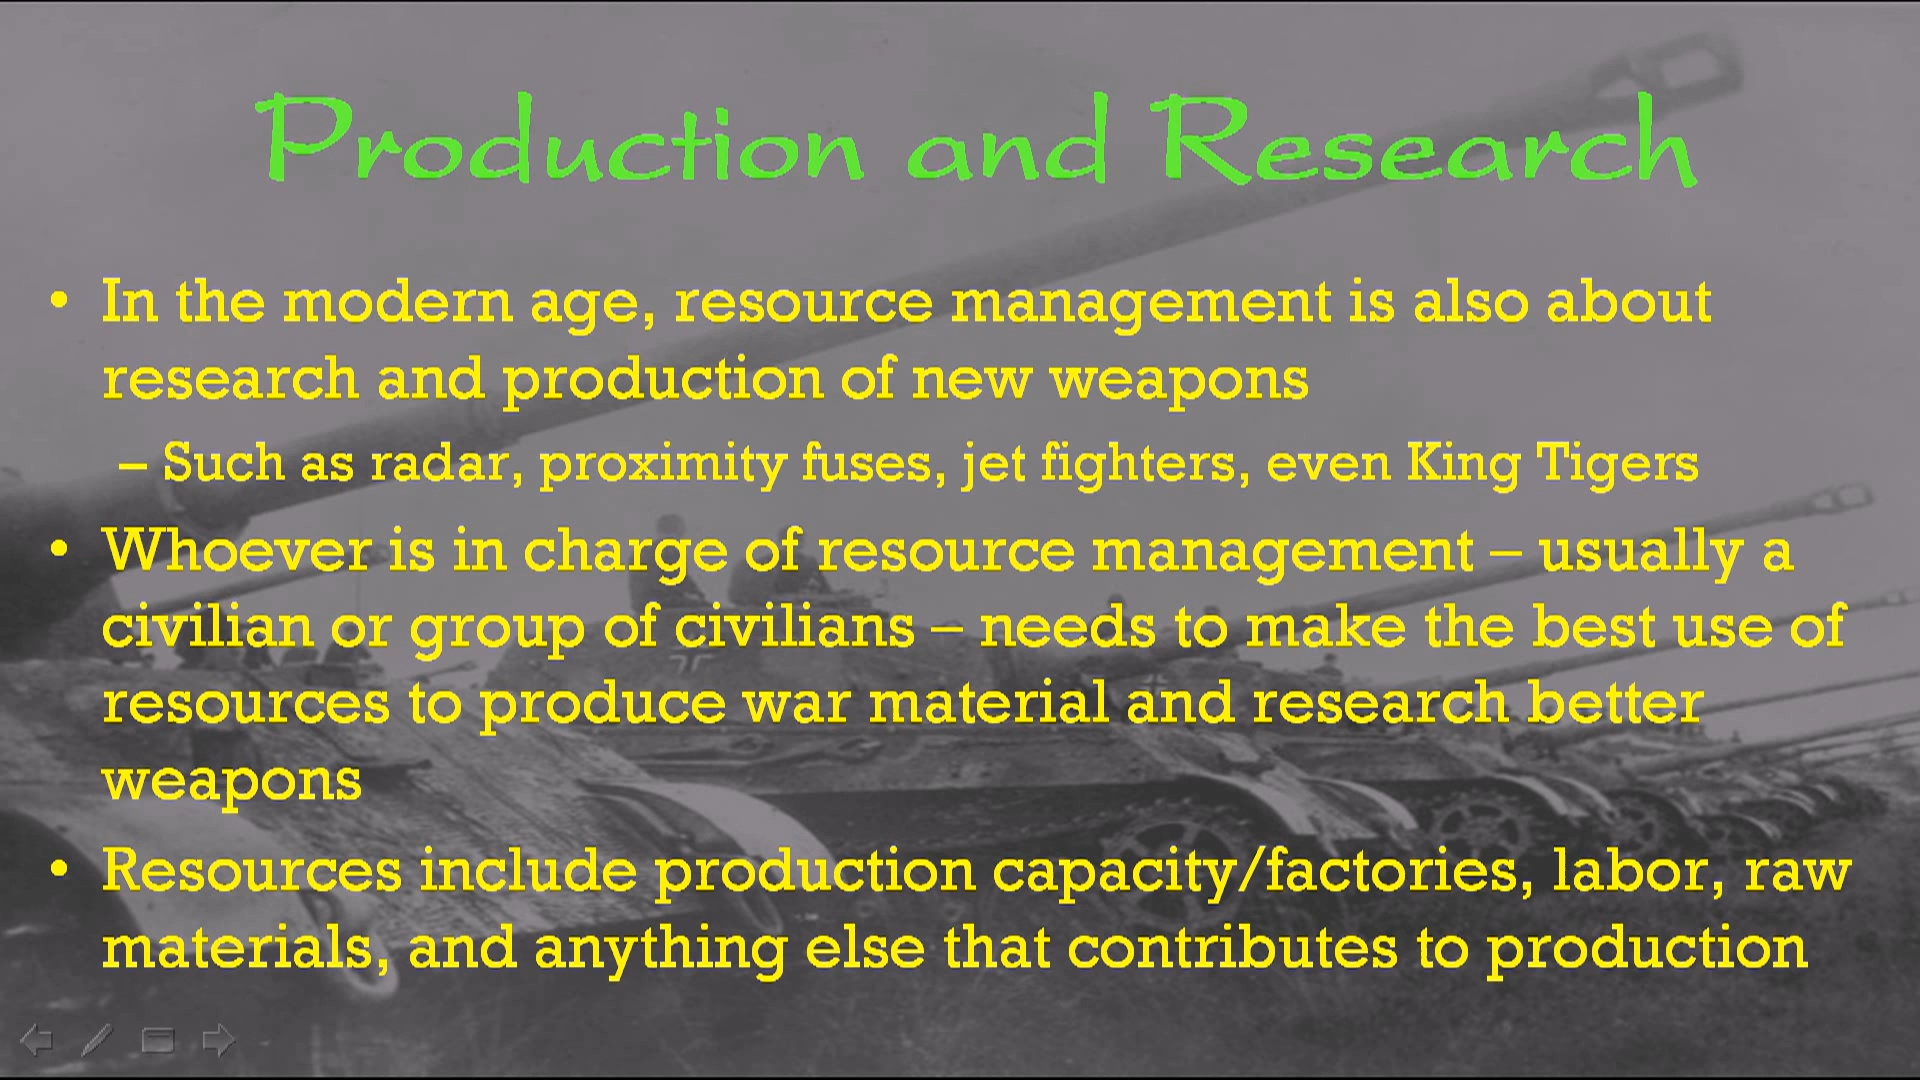 Production and Research
• In the modern age, resource management is also about
research and production of new weapons
– Such as radar, proximity fuses, jet fighters, even King Tigers
• Whoever is in charge of resource management – usually a
civilian or group of civilians – needs to make the best use of
resources to produce war material and research better
weapons
• Resources include production capacity/factories, labor, raw
materials, and anything else that contributes to production